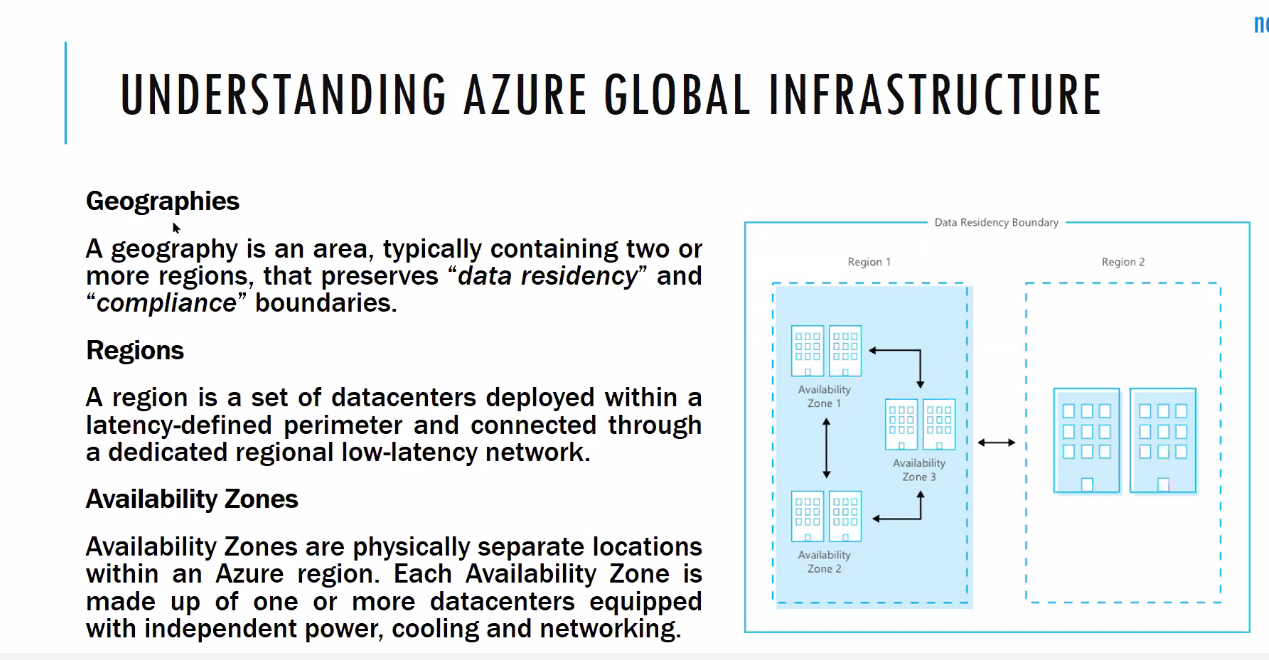 UNDERSTANDING AZURE GLOBAL INFRASTRUCTURE
Geographies
A geography is an area, typically containing two or
more regions, that preserves “data residency” and
“compliance” boundaries.
Regions
A region is a set of datacenters deployed within a
latency-defined perimeter and connected through
a dedicated regional low-latency network.
Availability Zones
Availability Zones are physically separate locations
within an Azure region. Each Availability Zone is
made up of one or more datacenters equipped
with independent power, cooling and networking.
Data Residency Boundary
Region 1
Region 2
Availability
Zone 1
Availability
Zone 3
Availability
Zone 2